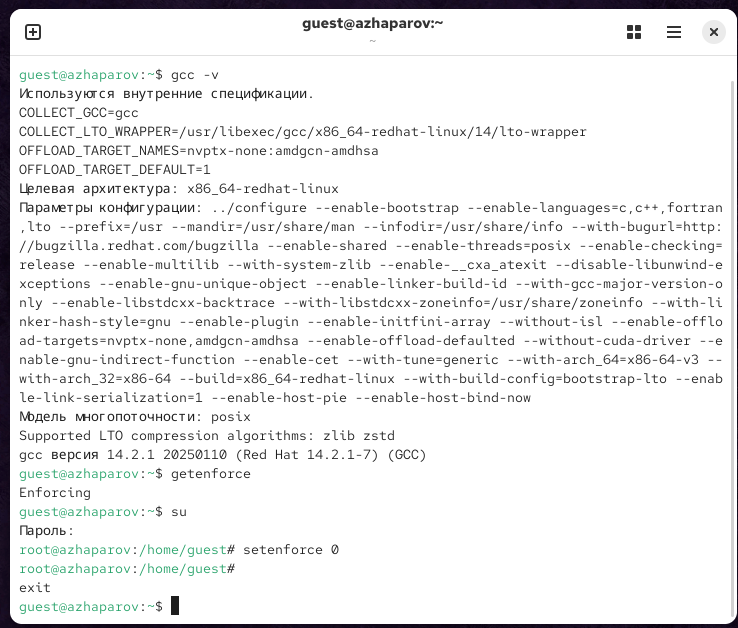 guest@azhaparov:~
~
guest@azhaparov:~$ gcc -v
Используются внутренние спецификации.
COLLECT_GCC=gcc
COLLECT_LTO_WRAPPER=/usr/libexec/gcc/x86_64-redhat-linux/14/lto-wrapper
OFFLOAD_TARGET_NAMES=nvptx-none:amdgcn-amdhsa
OFFLOAD_TARGET_DEFAULT=1
Целевая архитектура: x86_64-redhat-linux
Параметры конфигурации: ../configure --enable-bootstrap --enable-languages=c,c++,fortran
,lto --prefix=/usr --mandir=/usr/share/man --infodir=/usr/share/info --with-bugurl=http:
//bugzilla.redhat.com/bugzilla --enable-shared --enable-threads=posix --enable-checking=
release --enable-multilib --with-system-zlib --enable-__cxa_atexit --disable-libunwind-e
xceptions --enable-gnu-unique-object --enable-linker-build-id --with-gcc-major-version-o
nly --enable-libstdcxx-backtrace --with-libstdcxx-zoneinfo=/usr/share/zoneinfo --with-li
nker-hash-style=gnu --enable-plugin --enable-initfini-array --without-isl --enable-offlo
ad-targets=nvptx-none,amdgcn-amdhsa --enable-offload-defaulted --without-cuda-driver --e
nable-gnu-indirect-function --enable-cet --with-tune=generic --with-arch_64=x86-64-v3 --
with-arch_32=x86-64 --build=x86_64-redhat-linux --with-build-config=bootstrap-lto --enab
le-link-serialization=1 --enable-host-pie --enable-host-bind-now
Модель многопоточности: posix
Supported LTO compression algorithms: zlib zstd
gcc версия 14.2.1 20250110 (Red Hat 14.2.1-7) (GCC)
guest@azhaparov:~$ getenforce
Enforcing
guest@azhaparov:~$ su
Пароль:
root@azhaparov:/home/guest# setenforce 0
root@azhaparov:/home/guest#
exit
guest@azhaparov:~$